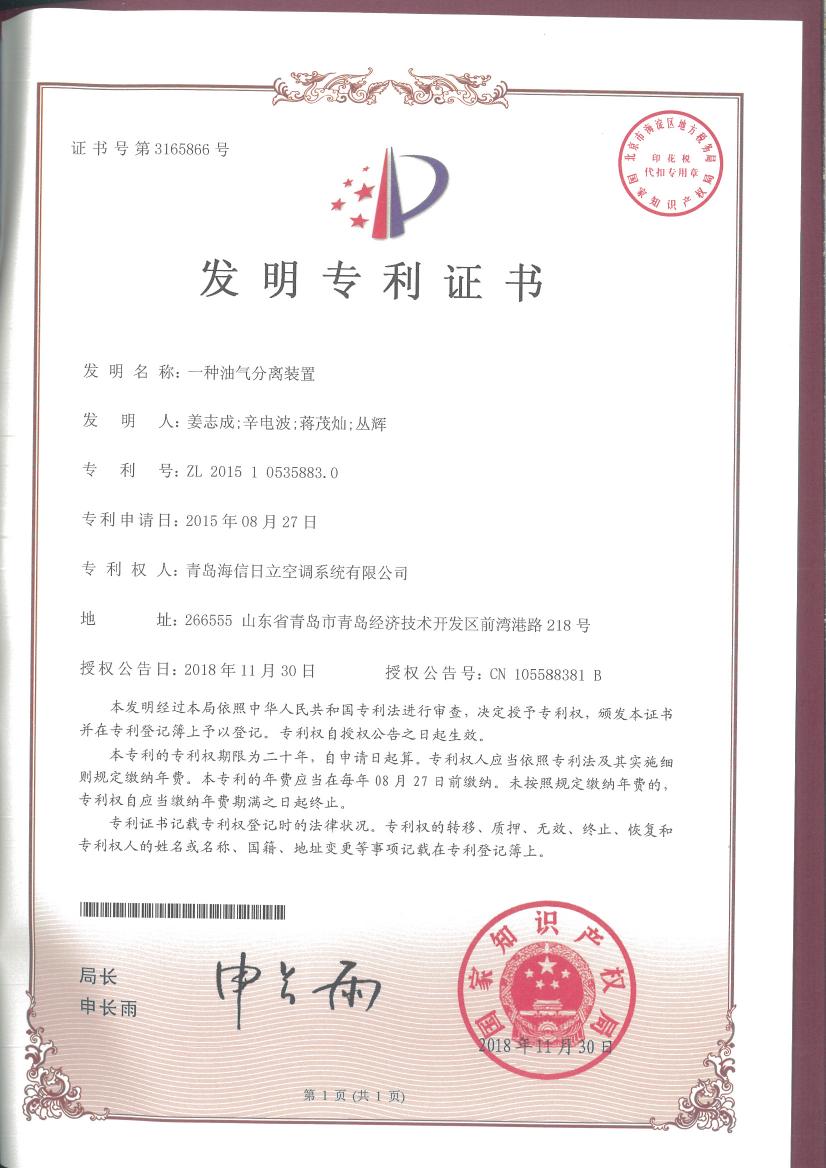 证书号第3165866号
北京市海淀区地方税务局
印花税
代扣专用章
国家知识产权局
发明专利证书
发明名称：一种油气分离装置
发明人：姜志成;辛电波;蒋茂灿;丛辉
专利号：ZL 2015 1 0535883.0
专利申请日：2015年08月27日
专利权人：青岛海信日立空调系统有限公司
地址：266555 山东省青岛市青岛经济技术开发区前湾港路218号
授权公告日：2018年11月30日 授权公告号：CN 105588381 B
本发明经过本局依照中华人民共和国专利法进行审查，决定授予专利权，颁发本证书
并在专利登记簿上予以登记。专利权自授权公告之日起生效。
本专利的专利权期限为二十年，自申请日起算。专利权人应当依照专利法及其实施细
则规定缴纳年费。本专利的年费应当在每年08月27日前缴纳。未按照规定缴纳年费的，
专利权自应当缴纳年费期满之日起终止。
专利证书记载专利权登记时的法律状况。专利权的转移、质押、无效、终止、恢复和
专利权人的姓名或名称、国籍、地址变更等事项记载在专利登记簿上。
局长
申长雨
申长雨
国家知识产权局
2018年11月30日
第1页(共1页)